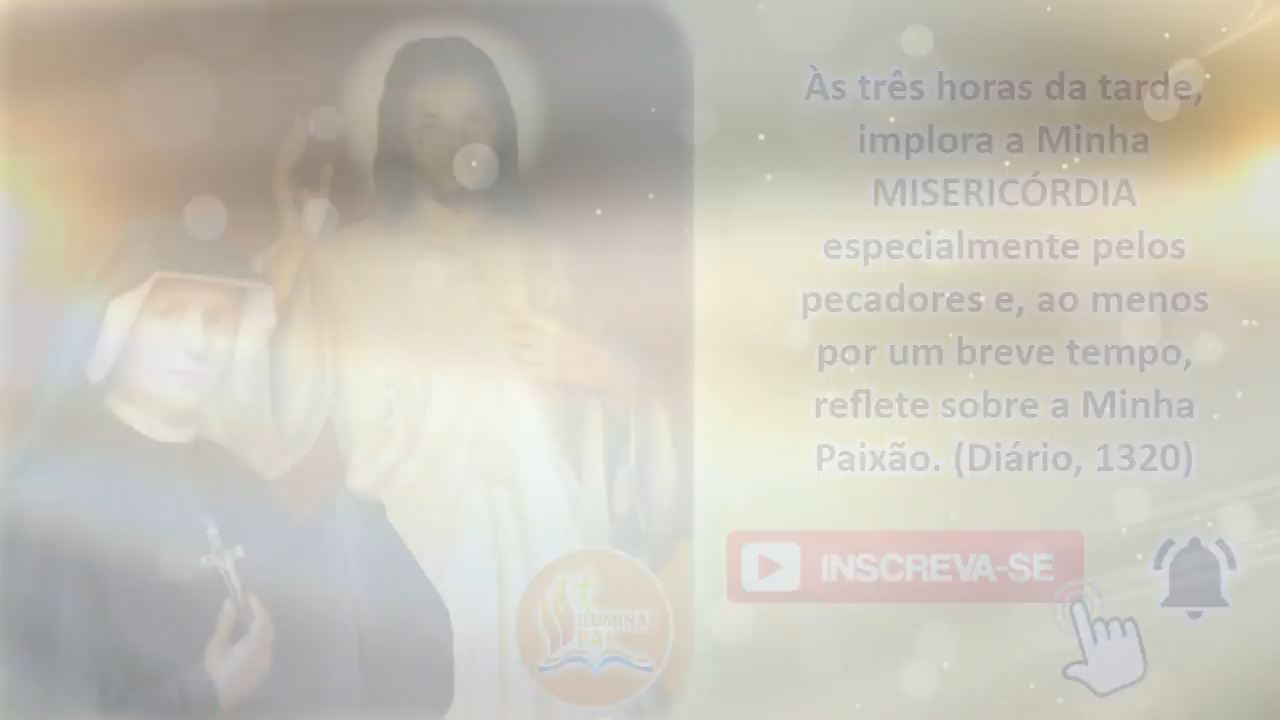 Às três horas da tarde,
implora a Minha
MISERICÓRDIA
especialmente pelos
pecadores e, ao menos
por um breve tempo,
reflete sobre a Minha
Paixão. (Diário, 1320)
INSCREVA-SE
ILUMINA